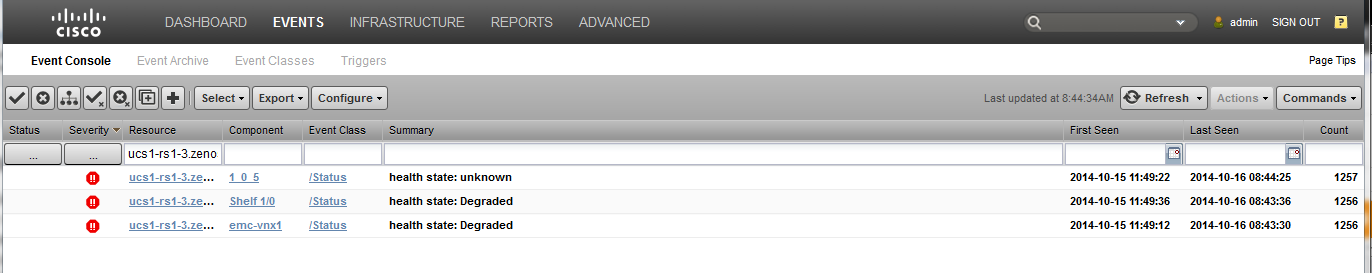 CISCO DASHBOARD EVENTS INFRASTRUCTURE REPORTS ADVANCED admin SIGN OUT ?
Event Console Event Archive Event Classes Triggers Page Tips
Select Export Configure Last updated at 8:44:34AM Refresh Actions Commands
Status Severity Resource Component Event Class Summary First Seen Last Seen Count
... ... ucs1-rs1-3.zeno
ucs1-rs1-3.ze... 1_0_5 /Status health state: unknown 2014-10-15 11:49:22 2014-10-16 08:44:25 1257
ucs1-rs1-3.ze... Shelf 1/0 /Status health state: Degraded 2014-10-15 11:49:36 2014-10-16 08:43:36 1256
ucs1-rs1-3.ze... emc-vnx1 /Status health state: Degraded 2014-10-15 11:49:12 2014-10-16 08:43:30 1256